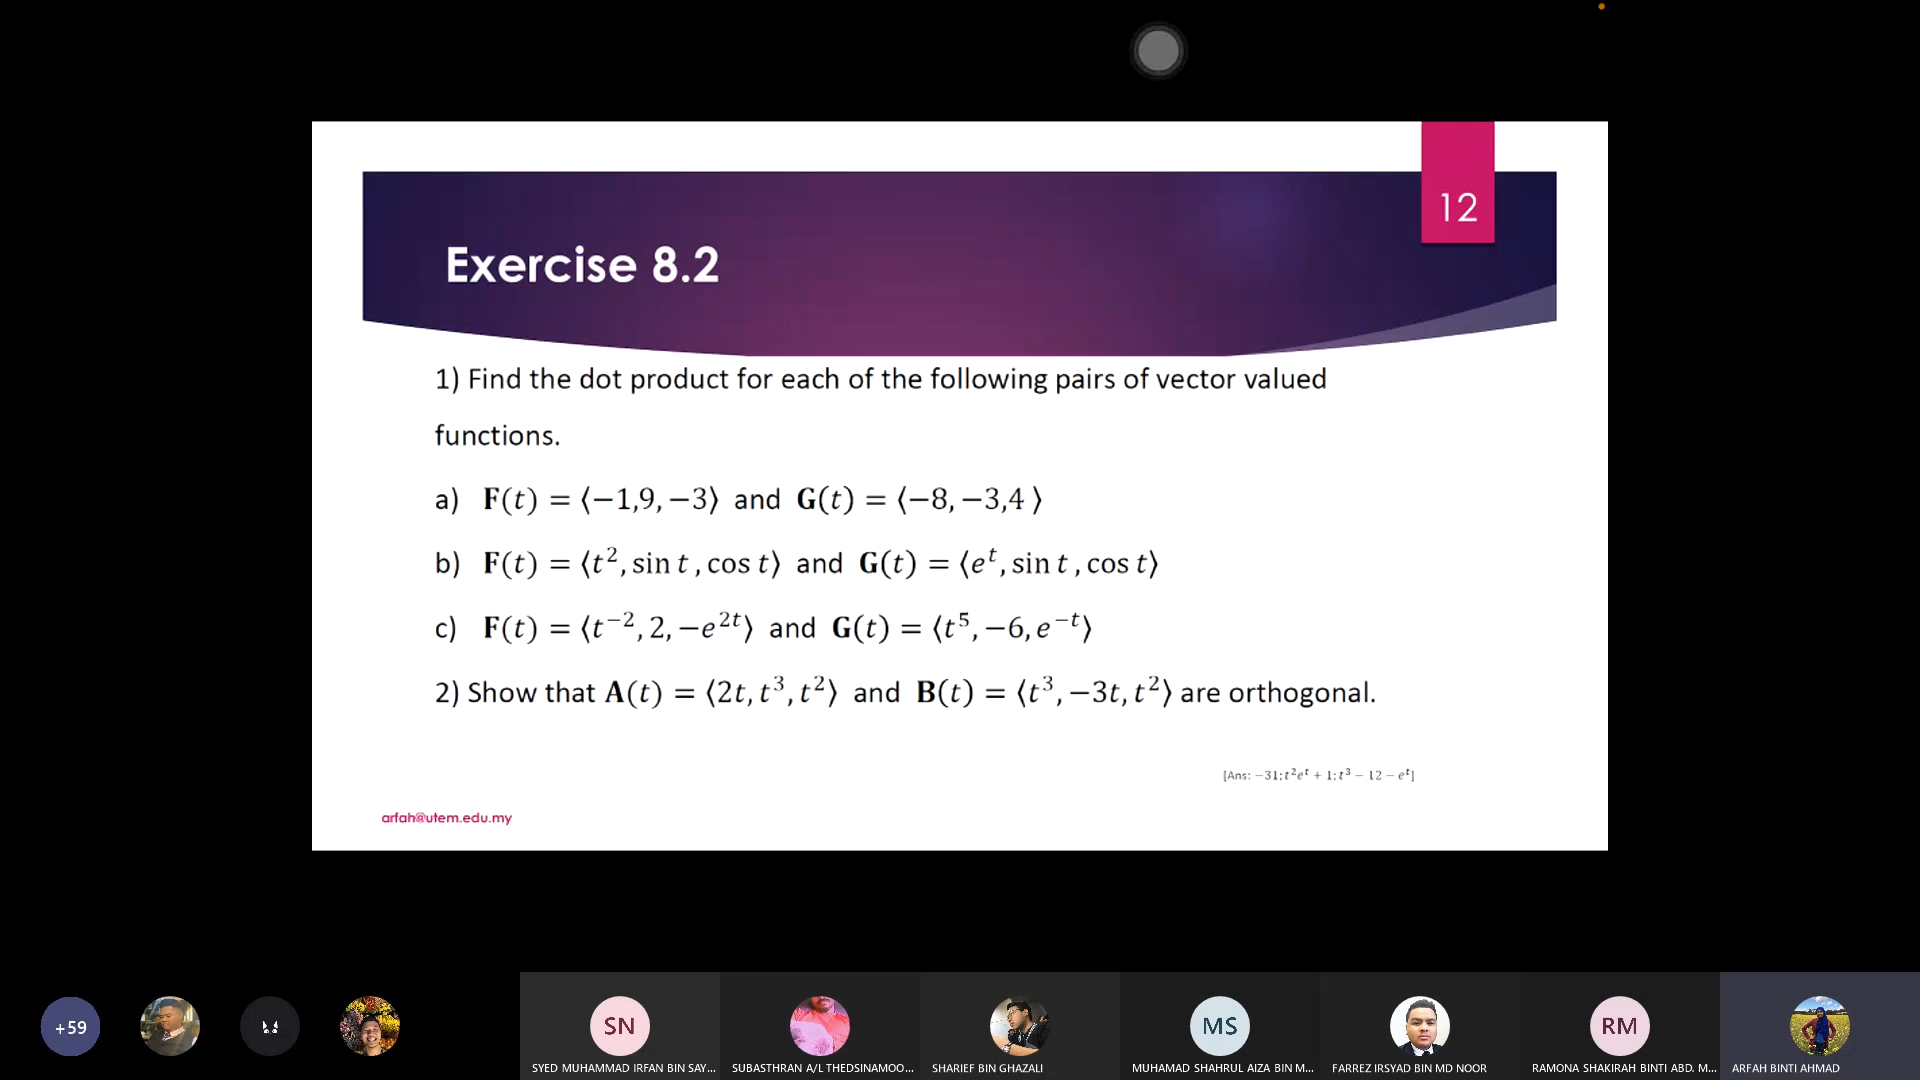 12
Exercise 8.2
1) Find the dot product for each of the following pairs of vector valued
functions.
a) F(t) = ⟨−1,9,−3⟩ and G(t) = ⟨−8,−3,4 ⟩
b) F(t) = ⟨t², sin t , cos t⟩ and G(t) = ⟨eᵗ, sin t , cos t⟩
c) F(t) = ⟨t⁻², 2, −e²ᵗ⟩ and G(t) = ⟨t⁵, −6, e⁻ᵗ⟩
2) Show that A(t) = ⟨2t, t³, t²⟩ and B(t) = ⟨t³, −3t, t²⟩ are orthogonal.
[Ans: −31; t²eᵗ + 1; t³ − 12 − eᵗ]
arfah@utem.edu.my
+59
SN
MS
RM
SYED MUHAMMAD IRFAN BIN SAY...
SUBASTHRAN A/L THEDSINAMOO...
SHARIEF BIN GHAZALI
MUHAMAD SHAHRUL AIZA BIN M...
FARREZ IRSYAD BIN MD NOOR
RAMONA SHAKIRAH BINTI ABD. M...
ARFAH BINTI AHMAD